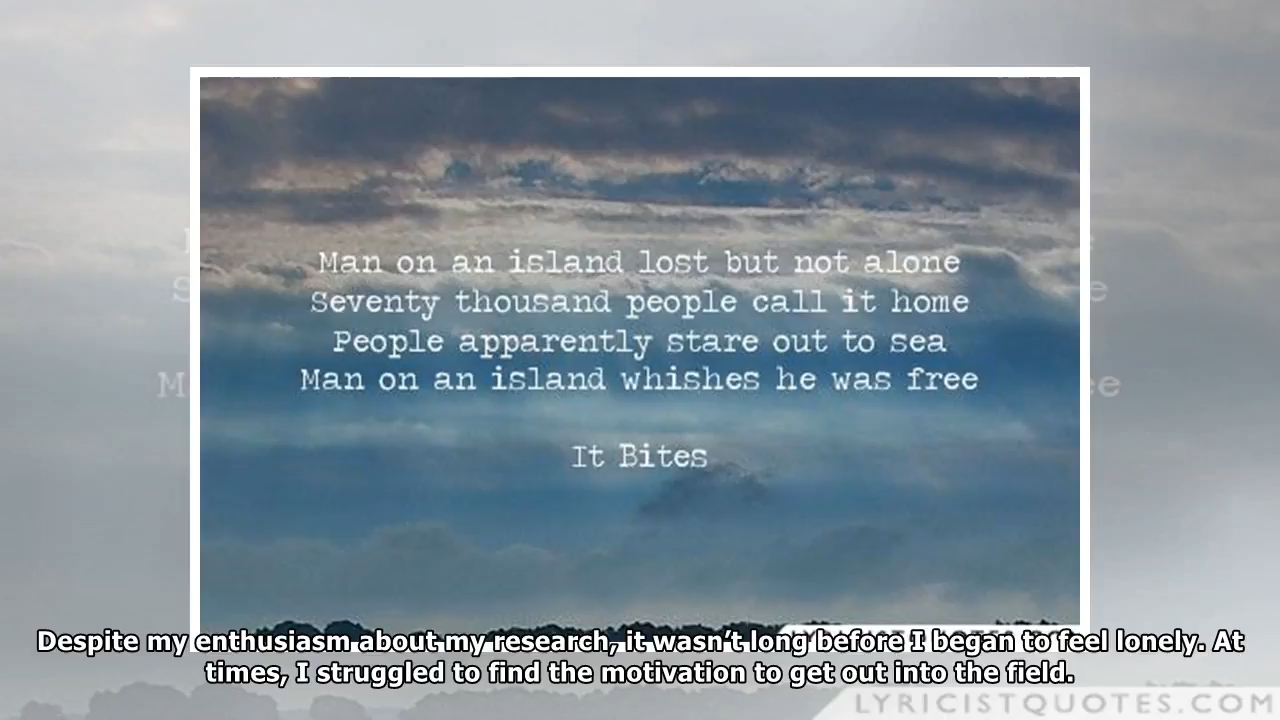 Man on an island lost but not alone
Seventy thousand people call it home
People apparently stare out to sea
Man on an island whishes he was free
It Bites
Despite my enthusiasm about my research, it wasn’t long before I began to feel lonely. At
times, I struggled to find the motivation to get out into the field.
LYRICISTQUOTES.COM